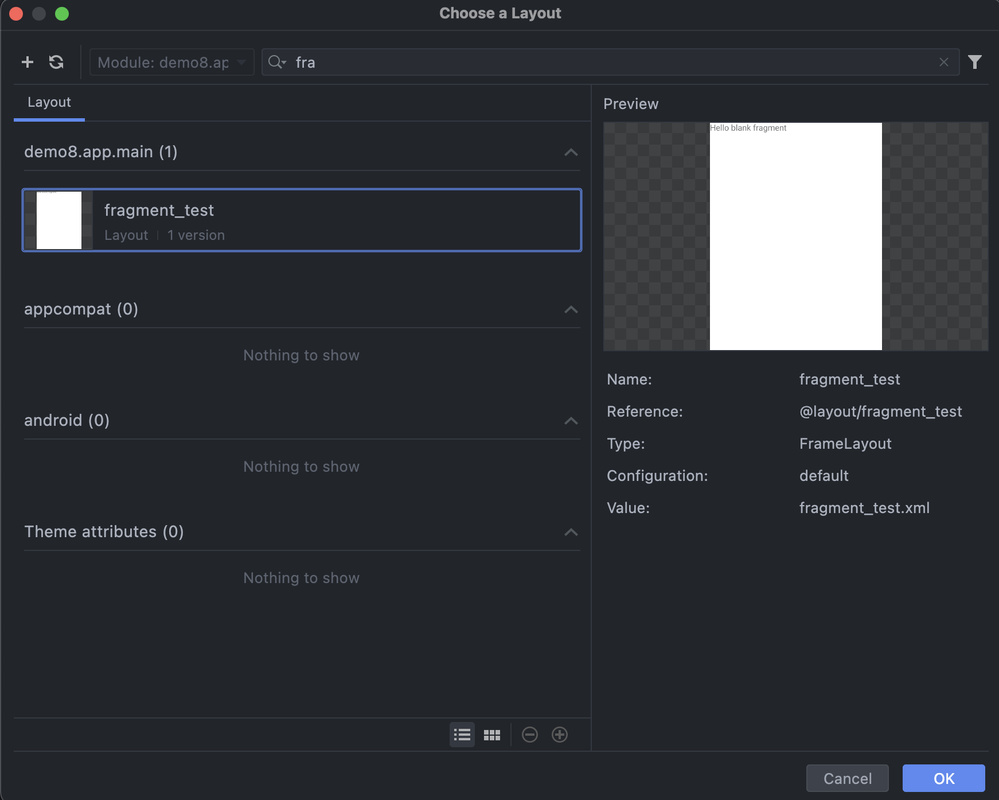 Choose a Layout
Module: demo8.ap
fra
Layout
demo8.app.main (1)
fragment_test
Layout
1 version
appcompat (0)
Nothing to show
android (0)
Nothing to show
Theme attributes (0)
Nothing to show
Preview
Hello blank fragment
Name: fragment_test
Reference: @layout/fragment_test
Type: FrameLayout
Configuration: default
Value: fragment_test.xml
Cancel
OK